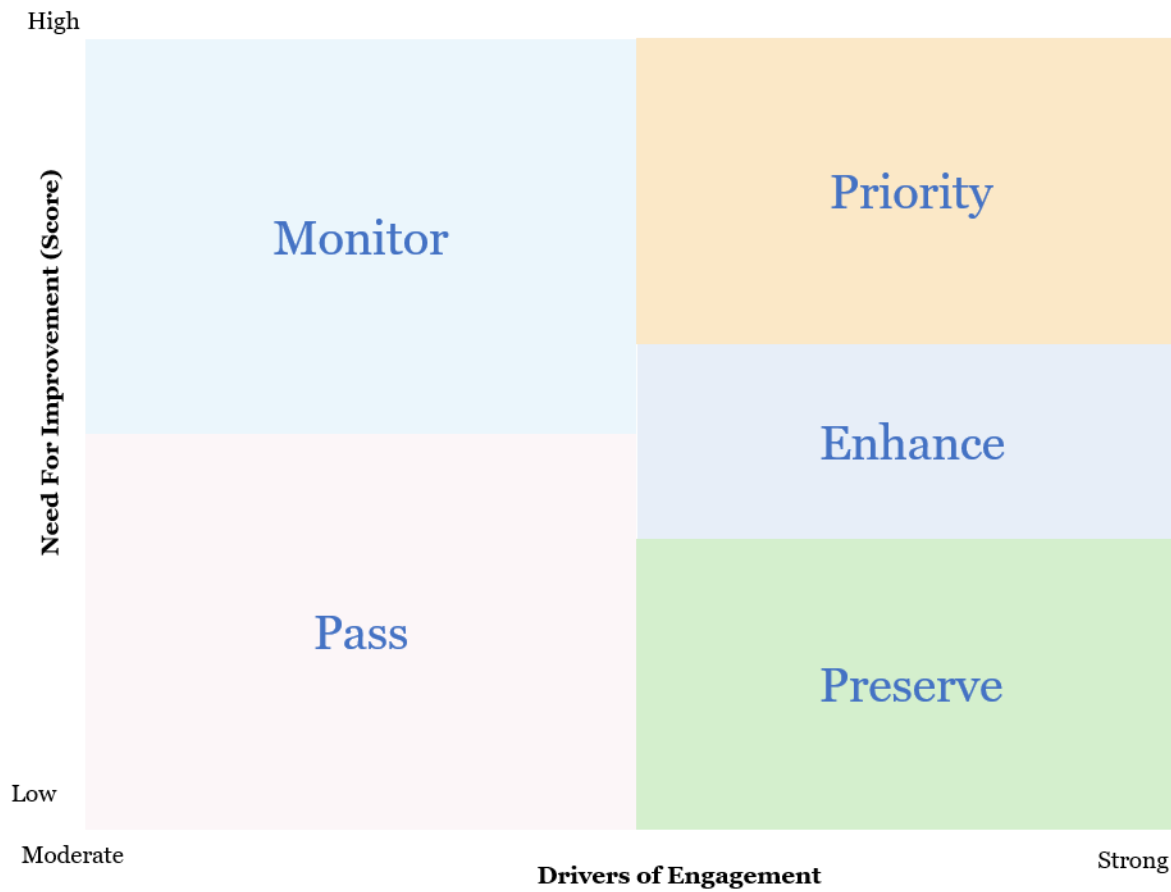 High
Priority
Monitor
Need For Improvement (Score)
Enhance
Pass
Preserve
Low
Moderate
Strong
Drivers of Engagement